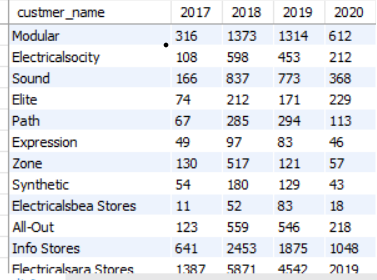 custmer_name 2017 2018 2019 2020
Modular 316 1373 1314 612
Electricalsocity 108 598 453 212
Sound 166 837 773 368
Elite 74 212 171 229
Path 67 285 294 113
Expression 49 97 83 46
Zone 130 517 121 57
Synthetic 54 180 129 43
Electricalsbea Stores 11 52 83 18
All-Out 123 559 546 218
Info Stores 641 2453 1875 1048
Electricalsara Stores 1387 5871 4542 2019